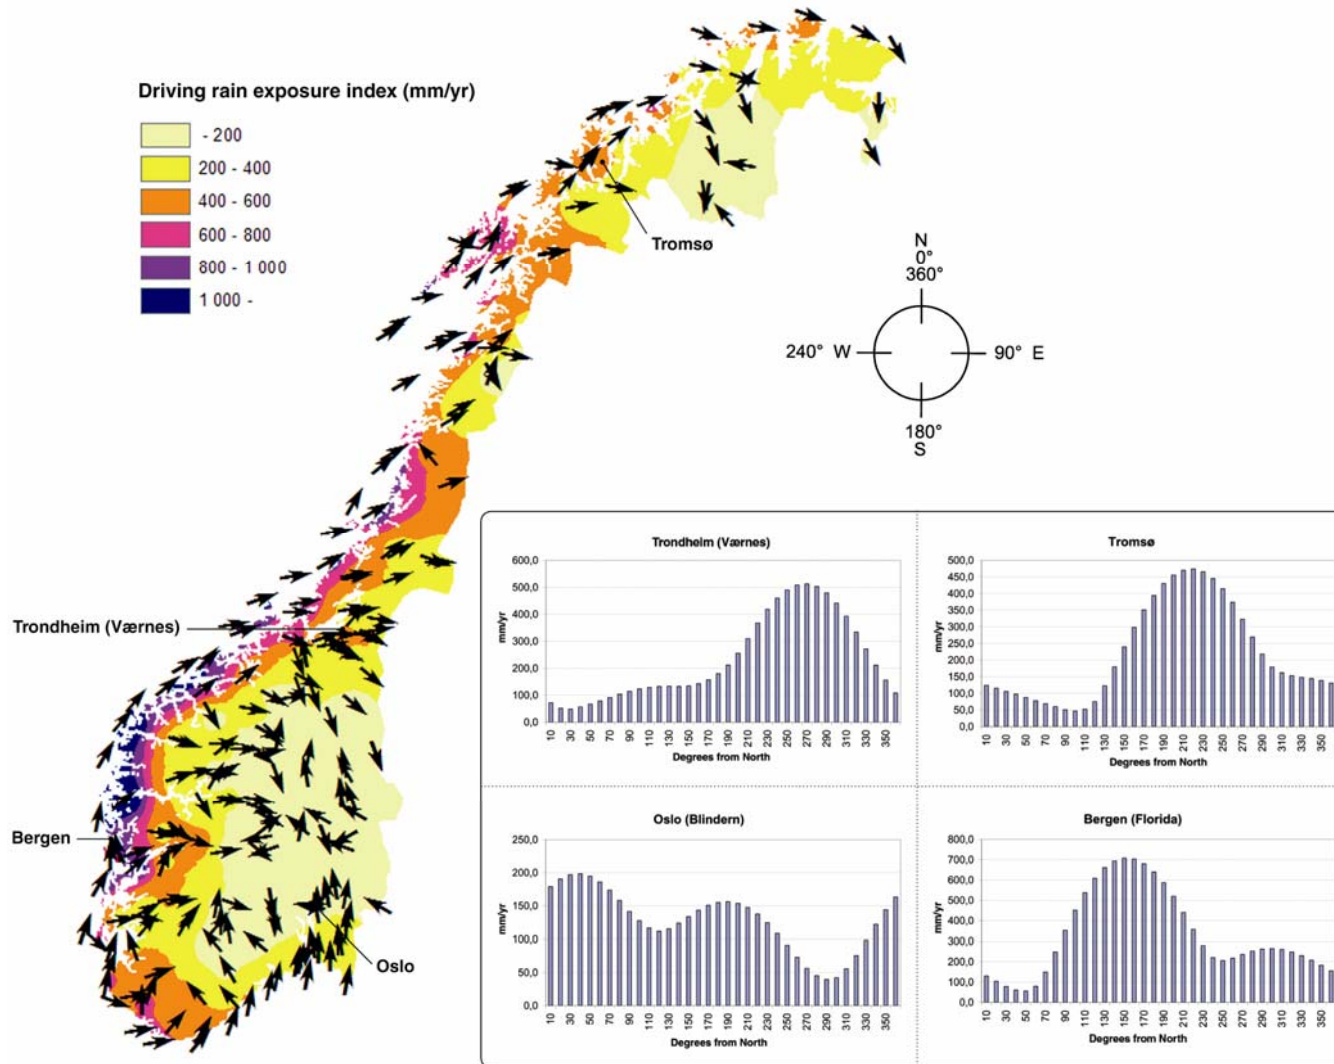 Driving rain exposure index (mm/yr)
- 200
200 - 400
400 - 600
600 - 800
800 - 1 000
1 000 -
Tromsø
N
0°
360°
240° W
90° E
180°
S
Trondheim (Værnes)
Bergen
Oslo
Trondheim (Værnes)
600,0
500,0
400,0
300,0
200,0
100,0
0,0
mm/yr
10 30 50 70 90 110 130 150 170 190 210 230 250 270 290 310 330 350
Degrees from North
Tromsø
500,0
450,0
400,0
350,0
300,0
250,0
200,0
150,0
100,0
50,0
0,0
mm/yr
10 30 50 70 90 110 130 150 170 190 210 230 250 270 290 310 330 350
Degrees from North
Oslo (Blindern)
250,0
200,0
150,0
100,0
50,0
0,0
mm/yr
10 30 50 70 90 110 130 150 170 190 210 230 250 270 290 310 330 350
Degrees from North
Bergen (Florida)
800,0
700,0
600,0
500,0
400,0
300,0
200,0
100,0
0,0
mm/yr
10 30 50 70 90 110 130 150 170 190 210 230 250 270 290 310 330 350
Degrees from North